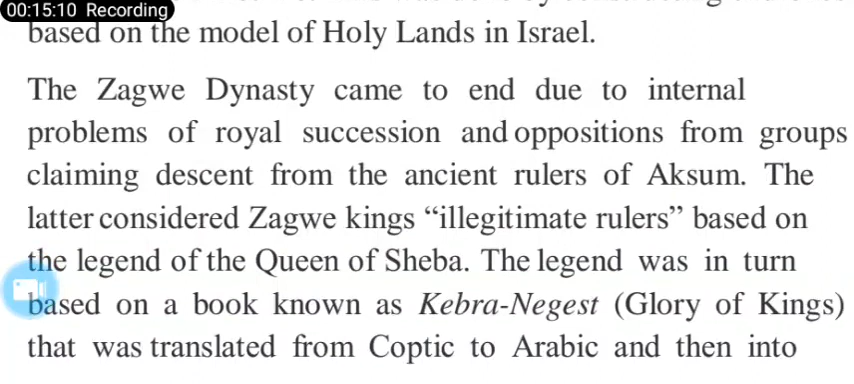 00:15:10 Recording
based on the model of Holy Lands in Israel.
The Zagwe Dynasty came to end due to internal
problems of royal succession and oppositions from groups
claiming descent from the ancient rulers of Aksum. The
latter considered Zagwe kings “illegitimate rulers” based on
the legend of the Queen of Sheba. The legend was in turn
based on a book known as Kebra-Negest (Glory of Kings)
that was translated from Coptic to Arabic and then into